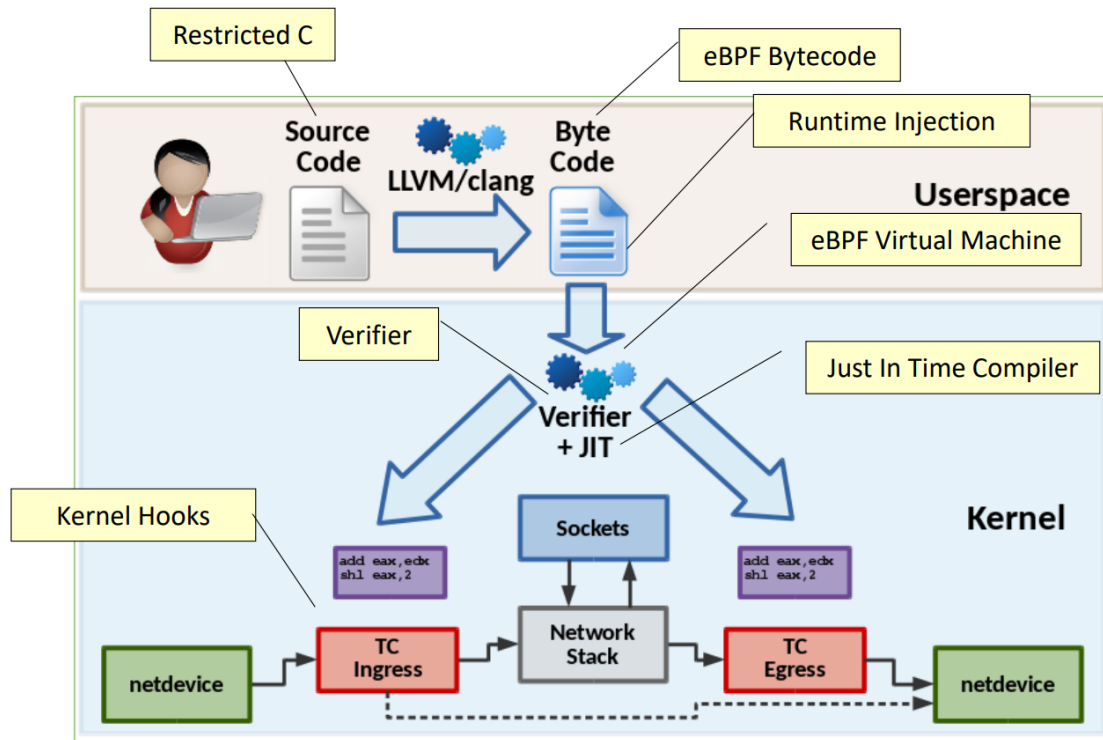 Restricted C
eBPF Bytecode
Runtime Injection
Source
Code
LLVM/clang
Byte
Code
Userspace
eBPF Virtual Machine
Verifier
Just In Time Compiler
Verifier
+ JIT
Kernel Hooks
Kernel
Sockets
add eax,edx
shl eax,2
add eax,edx
shl eax,2
netdevice
TC
Ingress
Network
Stack
TC
Egress
netdevice